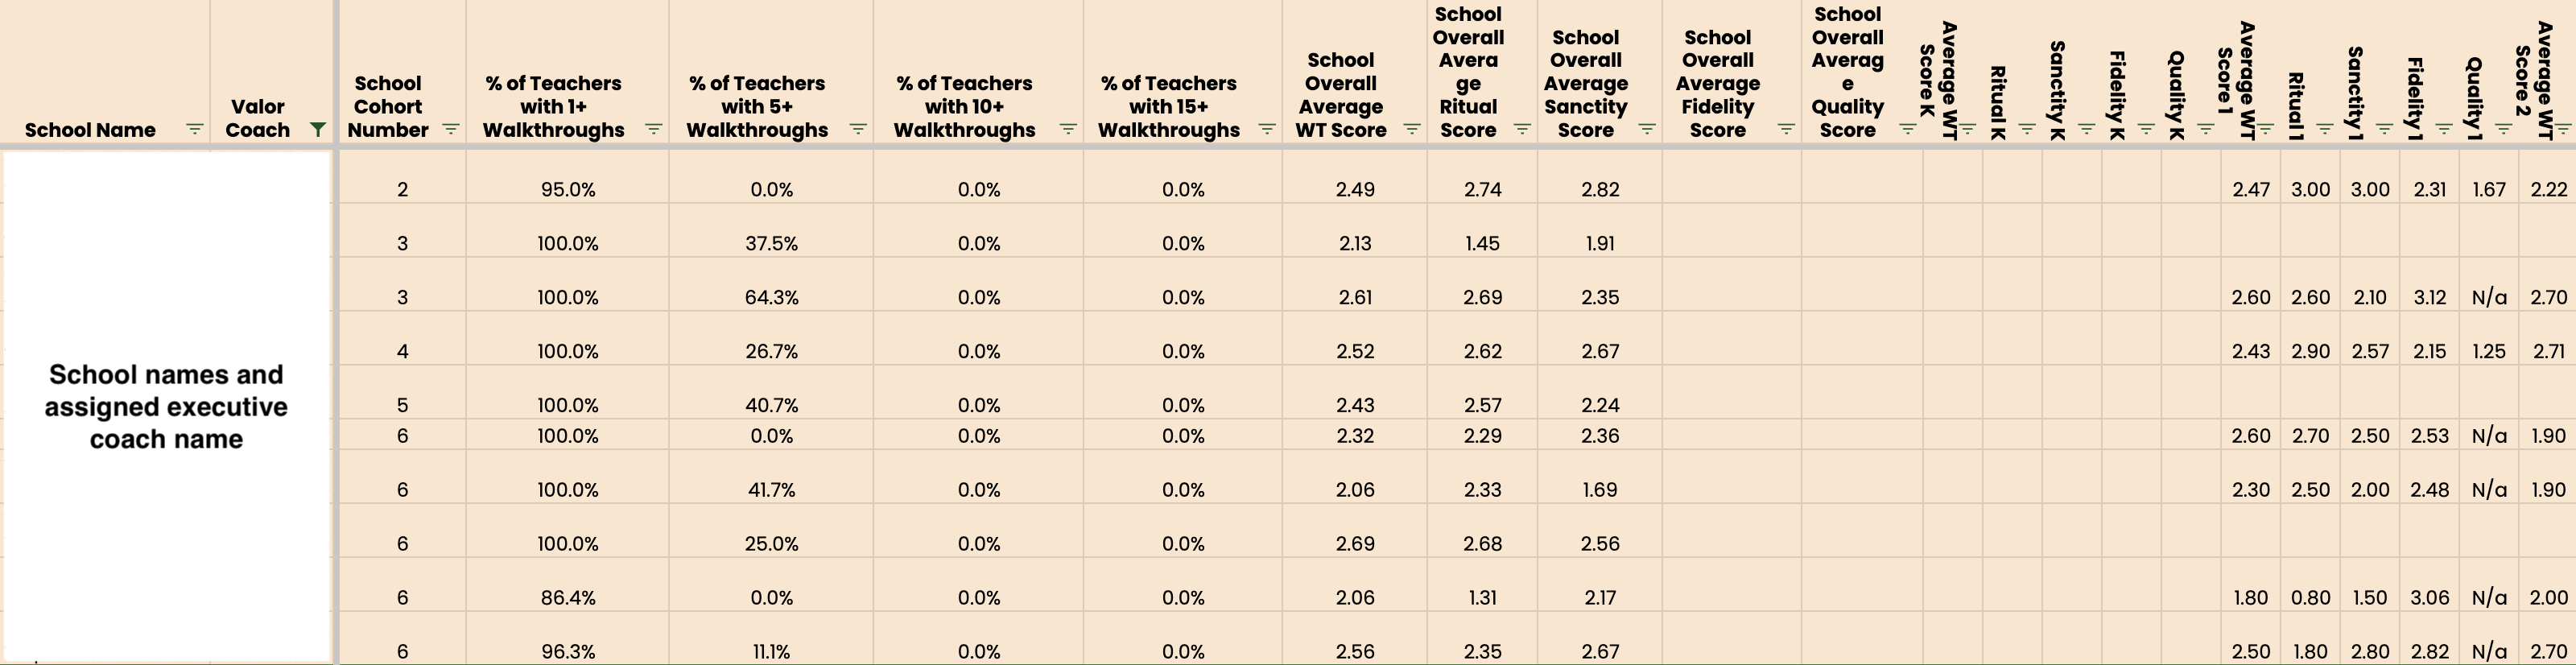 School Name
Valor Coach
School Cohort Number
% of Teachers with 1+ Walkthroughs
% of Teachers with 5+ Walkthroughs
% of Teachers with 10+ Walkthroughs
% of Teachers with 15+ Walkthroughs
School Overall Average WT Score
School Overall Avera ge Ritual Score
School Overall Average Sanctity Score
School Overall Average Fidelity Score
School Overall Averag e Quality Score
Average WT Score K
Ritual K
Sanctity K
Fidelity K
Quality K
Average WT Score 1
Ritual 1
Sanctity 1
Fidelity 1
Quality 1
Average WT Score 2
2 95.0% 0.0% 0.0% 0.0% 2.49 2.74 2.82 2.47 3.00 3.00 2.31 1.67 2.22
3 100.0% 37.5% 0.0% 0.0% 2.13 1.45 1.91
3 100.0% 64.3% 0.0% 0.0% 2.61 2.69 2.35 2.60 2.60 2.10 3.12 N/a 2.70
4 100.0% 26.7% 0.0% 0.0% 2.52 2.62 2.67 2.43 2.90 2.57 2.15 1.25 2.71
School names and
assigned executive
coach name
5 100.0% 40.7% 0.0% 0.0% 2.43 2.57 2.24
6 100.0% 0.0% 0.0% 0.0% 2.32 2.29 2.36 2.60 2.70 2.50 2.53 N/a 1.90
6 100.0% 41.7% 0.0% 0.0% 2.06 2.33 1.69 2.30 2.50 2.00 2.48 N/a 1.90
6 100.0% 25.0% 0.0% 0.0% 2.69 2.68 2.56
6 86.4% 0.0% 0.0% 0.0% 2.06 1.31 2.17 1.80 0.80 1.50 3.06 N/a 2.00
6 96.3% 11.1% 0.0% 0.0% 2.56 2.35 2.67 2.50 1.80 2.80 2.82 N/a 2.70